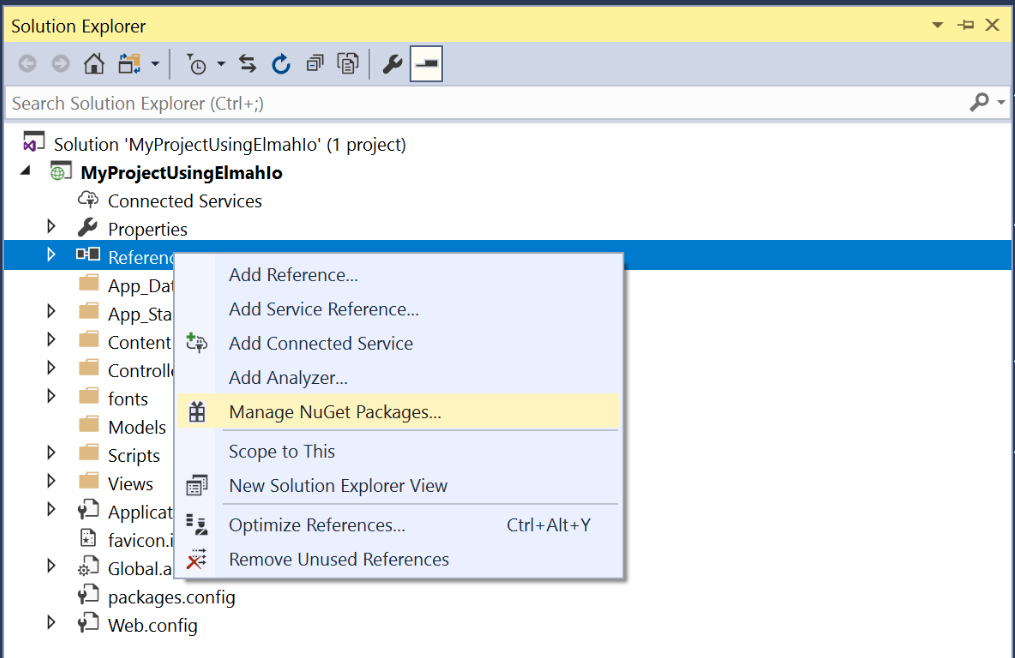 Solution Explorer
Search Solution Explorer (Ctrl+;)
Solution 'MyProjectUsingElmahIo' (1 project)
MyProjectUsingElmahIo
Connected Services
Properties
Referenc
Add Reference...
App_Dat
Add Service Reference...
App_Sta
Content
Add Connected Service
Controlle
Add Analyzer...
fonts
Manage NuGet Packages...
Models
Scripts
Scope to This
Views
New Solution Explorer View
Applicat
Optimize References... Ctrl+Alt+Y
favicon.i
Global.a
Remove Unused References
packages.config
Web.config